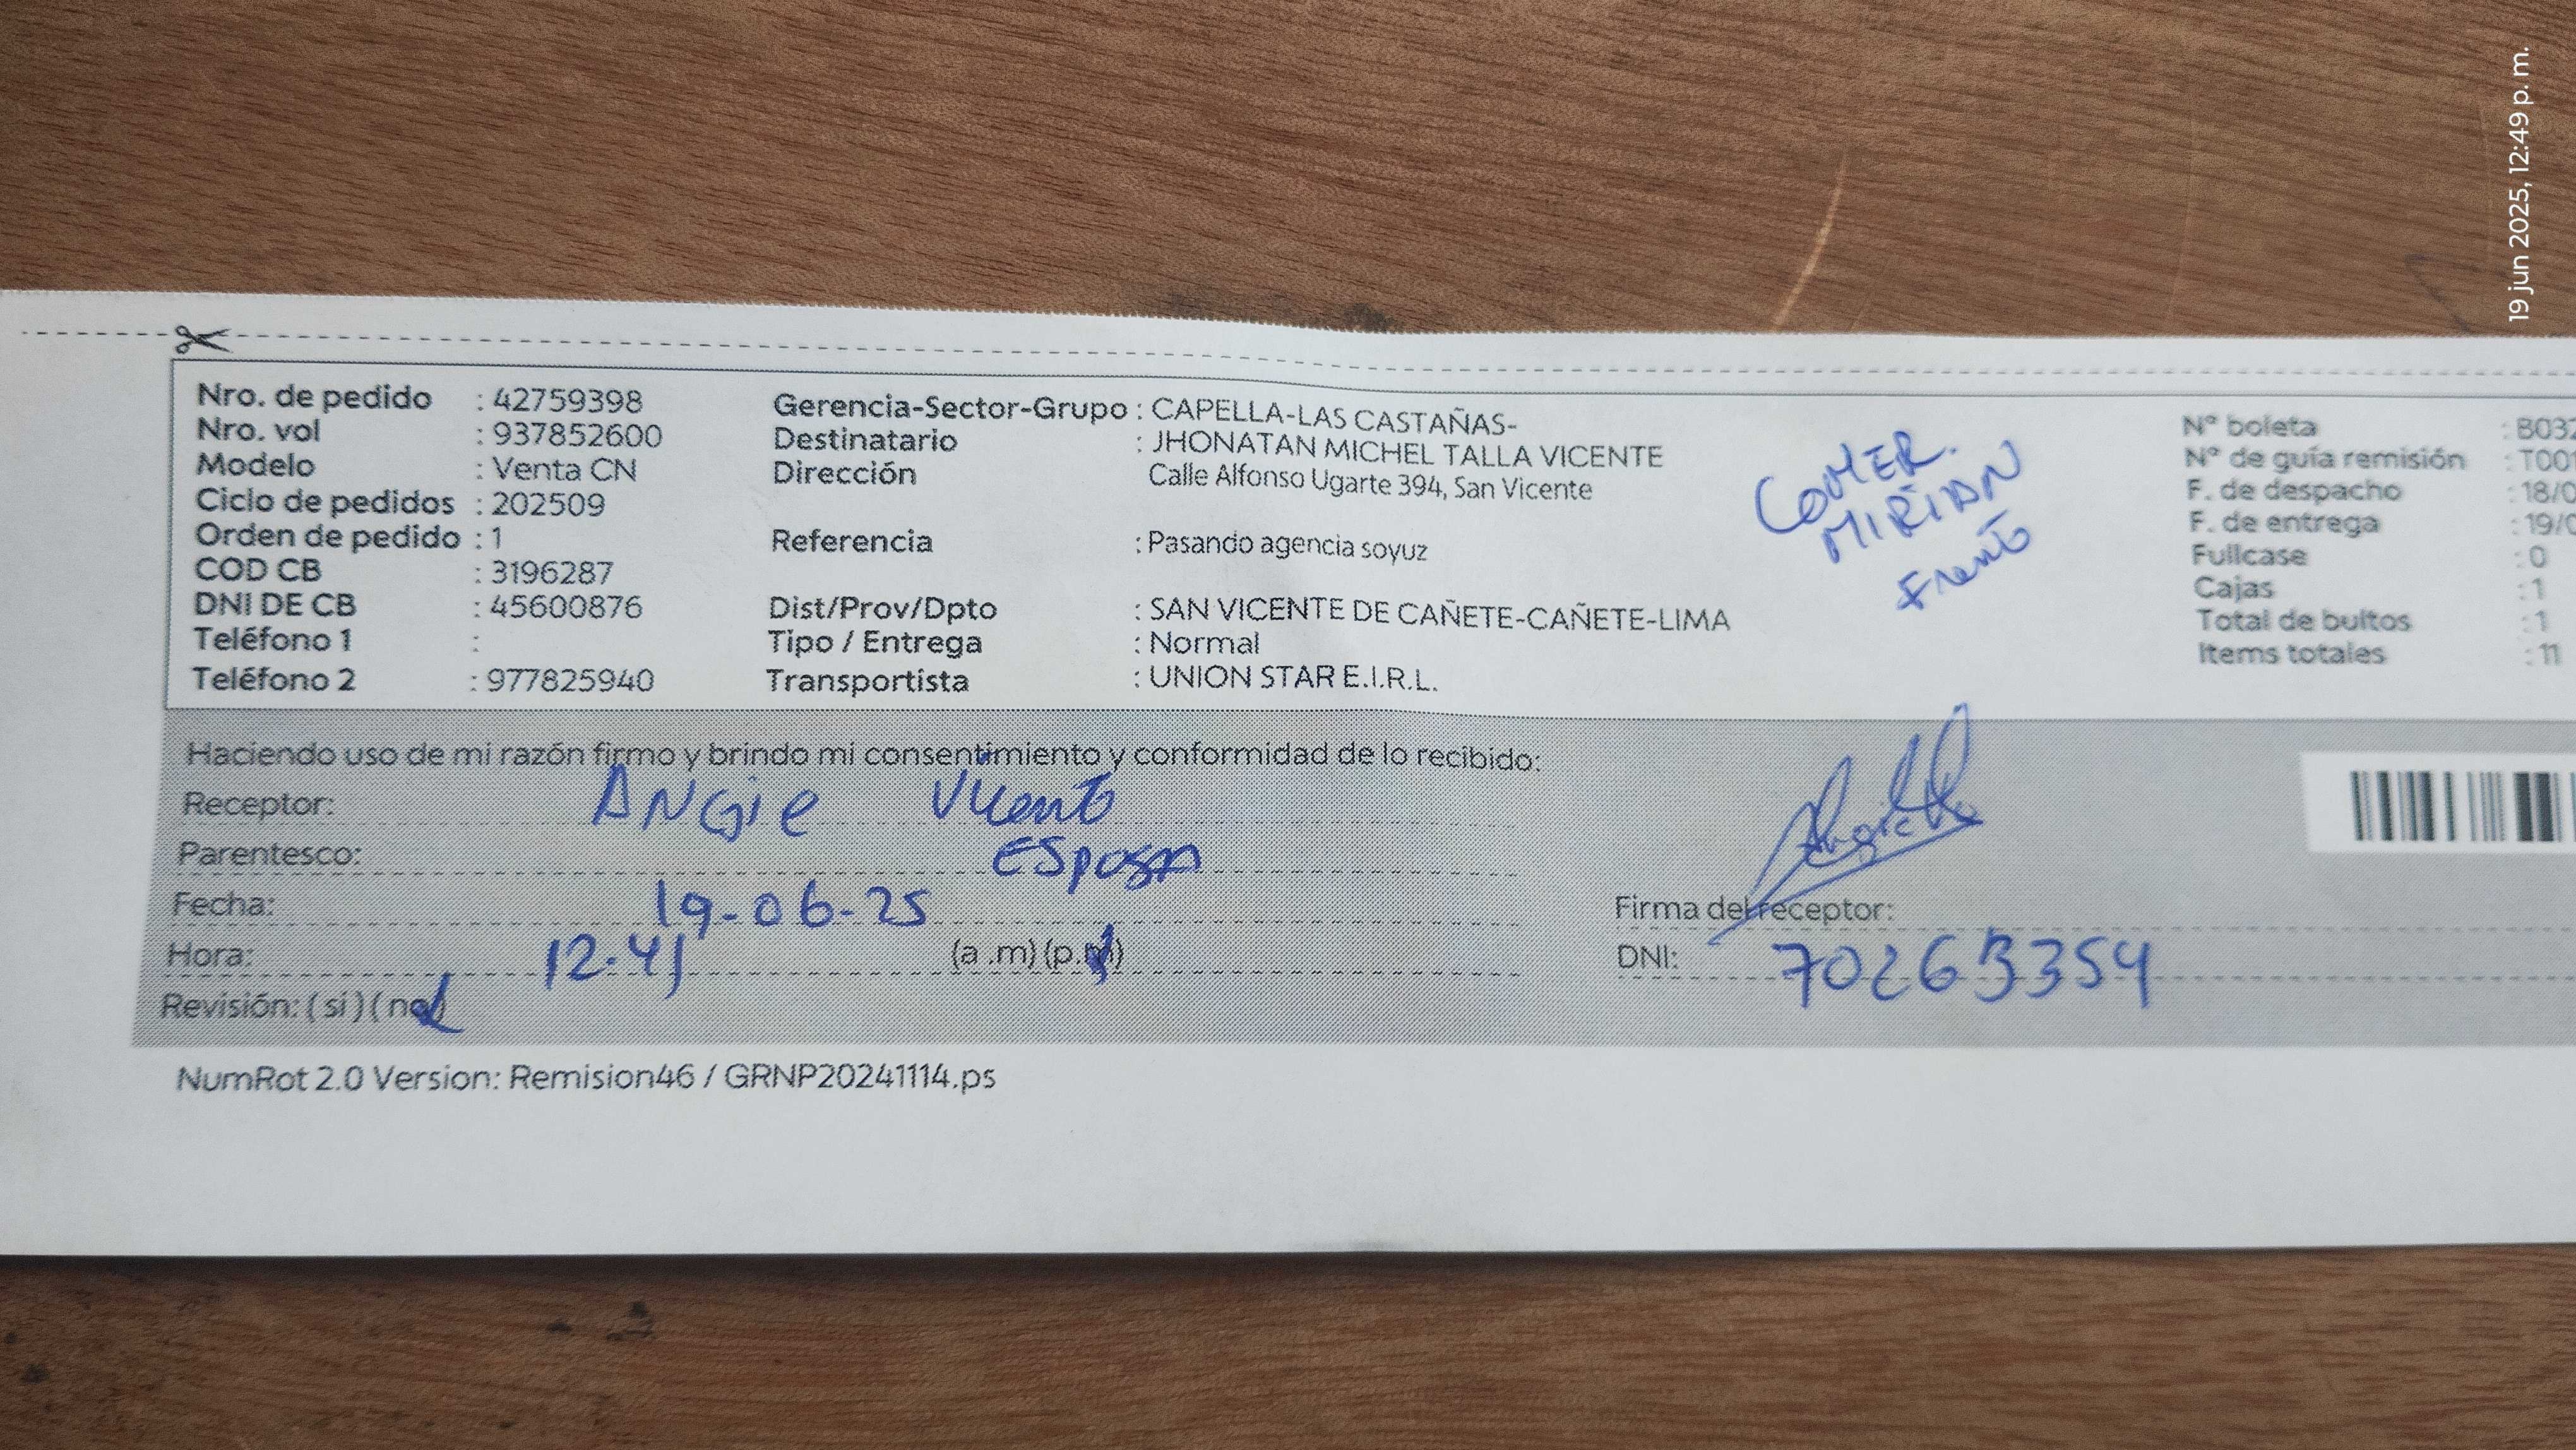 19 jun 2025, 12:49 p. m.
Nro. de pedido : 42759398
Nro. vol : 937852600
Modelo : Venta CN
Ciclo de pedidos : 202509
Orden de pedido : 1
COD CB : 3196287
DNI DE CB : 45600876
Teléfono 1 :
Teléfono 2 : 977825940
Gerencia-Sector-Grupo : CAPELLA-LAS CASTAÑAS-
Destinatario : JHONATAN MICHEL TALLA VICENTE
Dirección Calle Alfonso Ugarte 394, San Vicente
Referencia : Pasando agencia soyuz
Dist/Prov/Dpto : SAN VICENTE DE CAÑETE-CAÑETE-LIMA
Tipo / Entrega : Normal
Transportista : UNION STAR E.I.R.L.
COMER.
MIRIAN
Frente
N° boleta : B032
N° de guía remisión : T001
F. de despacho : 18/0
F. de entrega : 19/0
Fullcase : 0
Cajas : 1
Total de bultos : 1
Items totales : 11
Haciendo uso de mi razón firmo y brindo mi consentimiento y conformidad de lo recibido:
Receptor: ANGie Vicente
Parentesco: ESposa
Fecha: 19-06-25
Hora: 12.41 (a .m) (p.m)
Revisión: ( si ) ( no )
Firma del receptor:
DNI: 70263354
NumRot 2.0 Version: Remision46 / GRNP20241114.ps